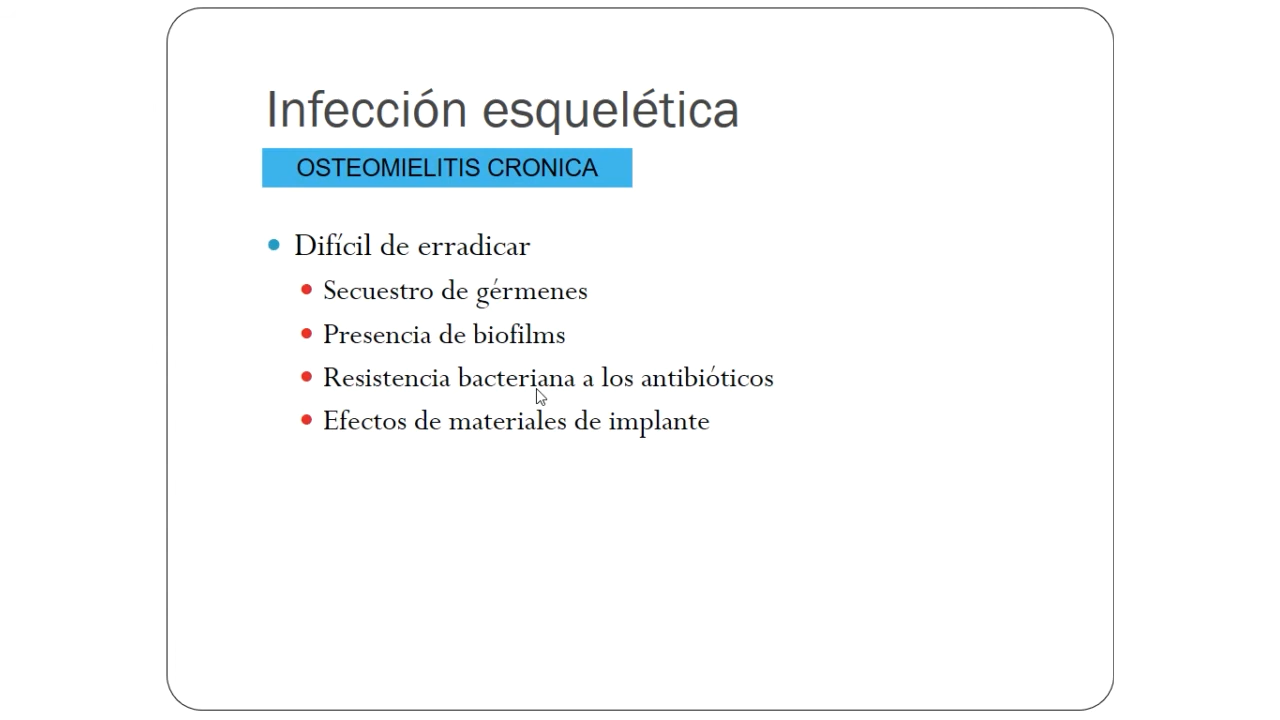 Infección esquelética
OSTEOMIELITIS CRONICA
Difícil de erradicar
Secuestro de gérmenes
Presencia de biofilms
Resistencia bacteriana a los antibióticos
Efectos de materiales de implante